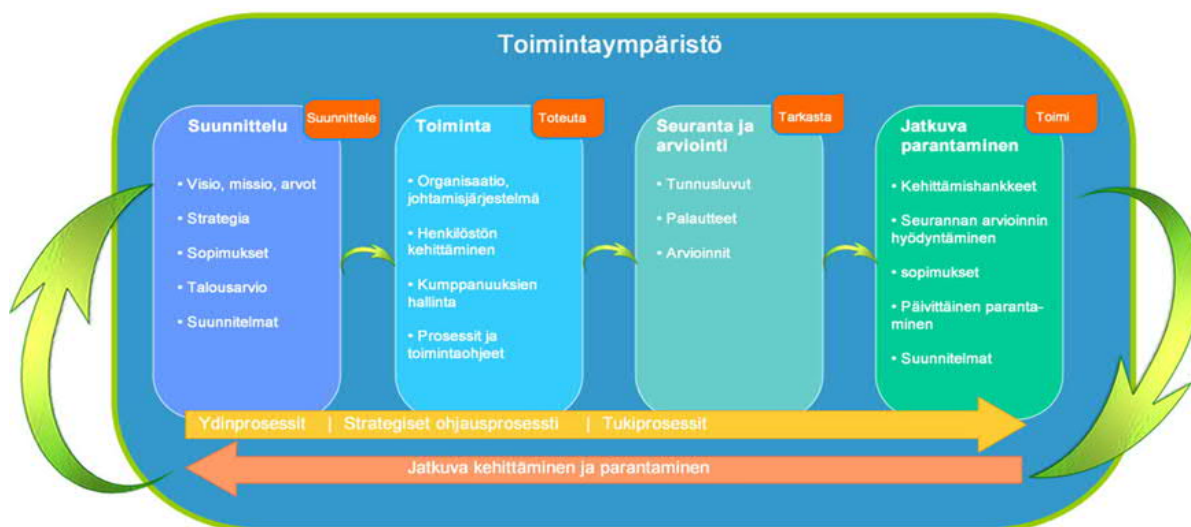 Toimintaympäristö
Suunnittelu
Suunnittele
• Visio, missio, arvot
• Strategia
• Sopimukset
• Talousarvio
• Suunnitelmat
Toiminta
Toteuta
• Organisaatio,
johtamisjärjestelmä
• Henkilöstön
kehittäminen
• Kumppanuuksien
hallinta
• Prosessit ja
toimintaohjeet
Seuranta ja
arviointi
Tarkasta
• Tunnusluvut
• Palautteet
• Arvioinnit
Jatkuva
parantaminen
Toimi
• Kehittämishankkeet
• Seurannan arvioinnin
hyödyntäminen
• sopimukset
• Päivittäinen paranta-
minen
• Suunnitelmat
Ydinprosessit | Strategiset ohjausprosessti | Tukiprosessit
Jatkuva kehittäminen ja parantaminen